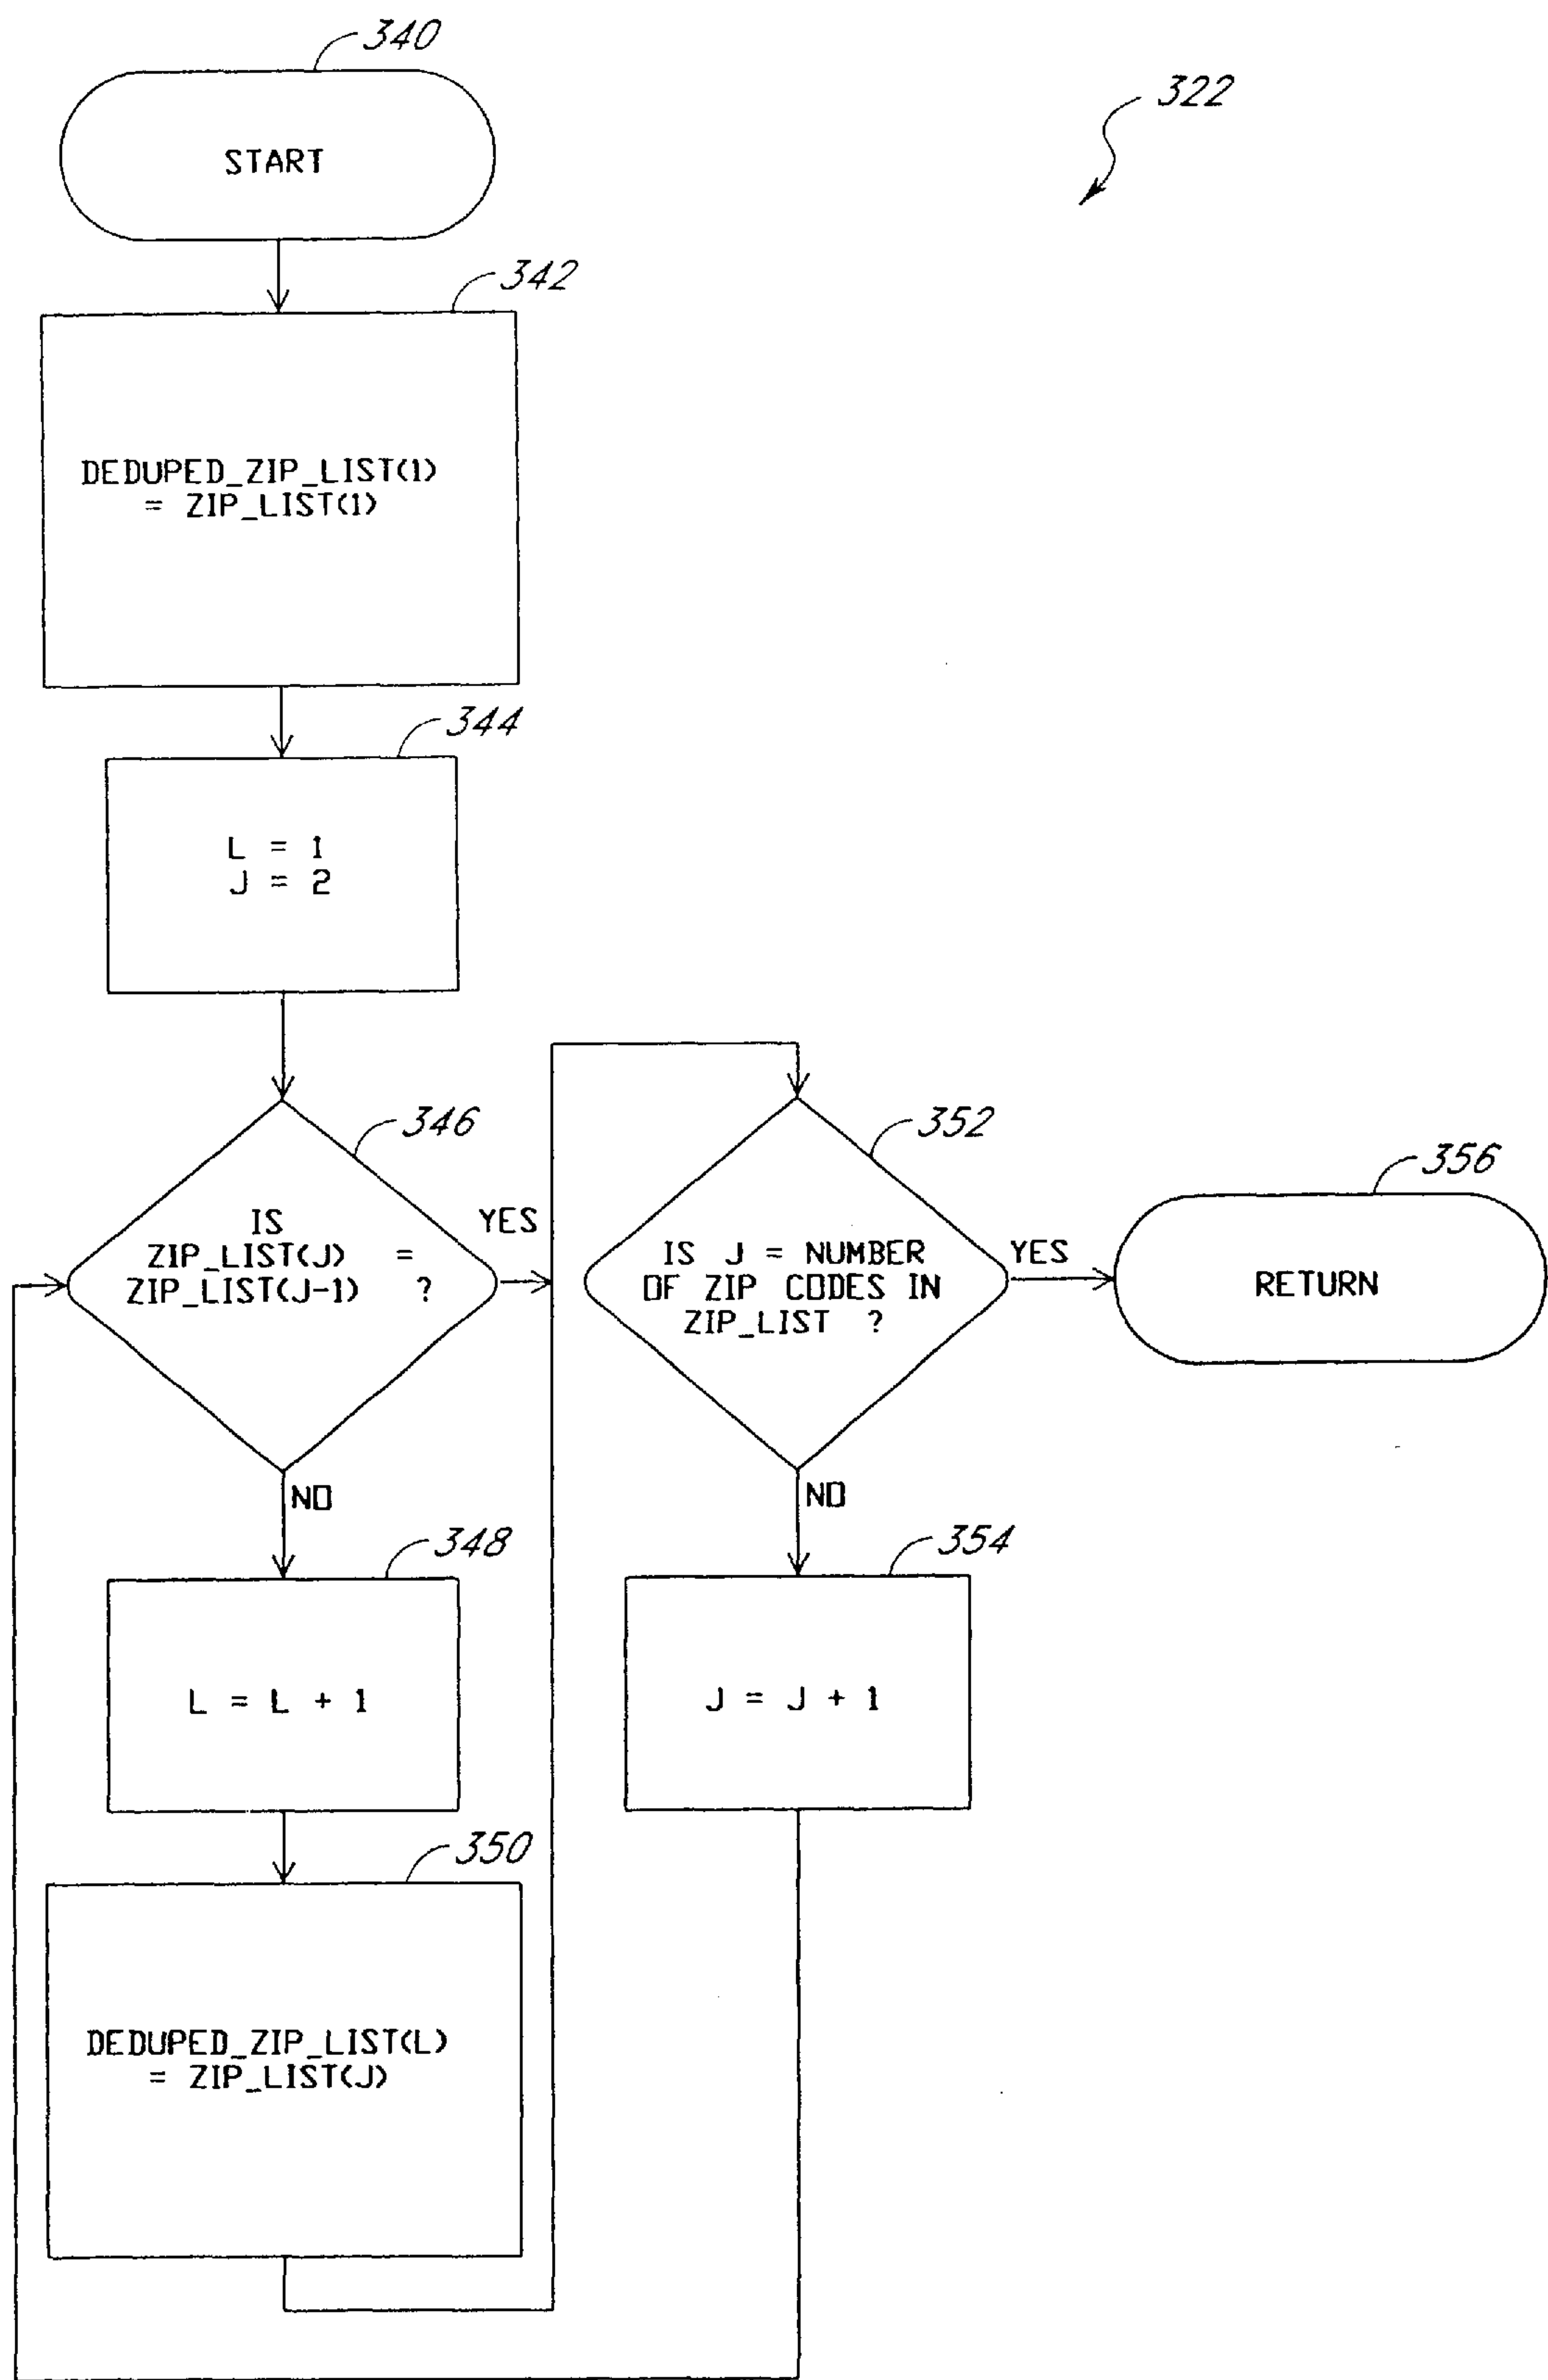 340
322
START
342
DEDUPED_ZIP_LIST(1)
= ZIP_LIST(1)
344
L = 1
J = 2
346
IS
ZIP_LIST(J) =
ZIP_LIST(J-1) ?
YES
NO
352
IS J = NUMBER
OF ZIP CODES IN
ZIP_LIST ?
YES
NO
356
RETURN
348
L = L + 1
354
J = J + 1
350
DEDUPED_ZIP_LIST(L)
= ZIP_LIST(J)